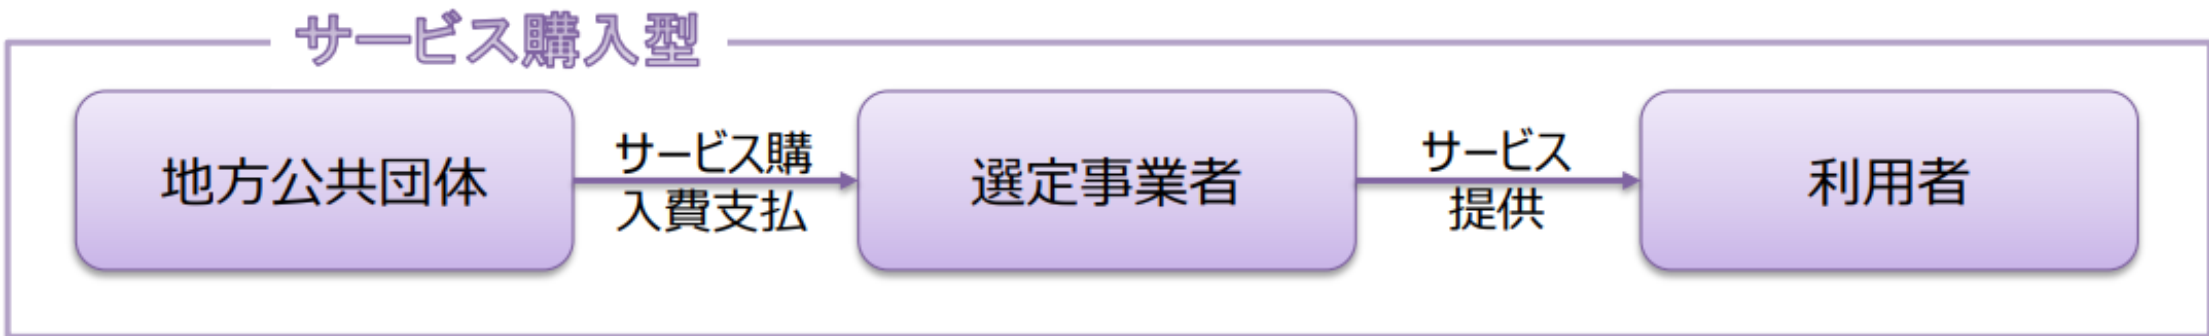 サービス購入型
地方公共団体
サービス購
入費支払
選定事業者
サービス
提供
利用者